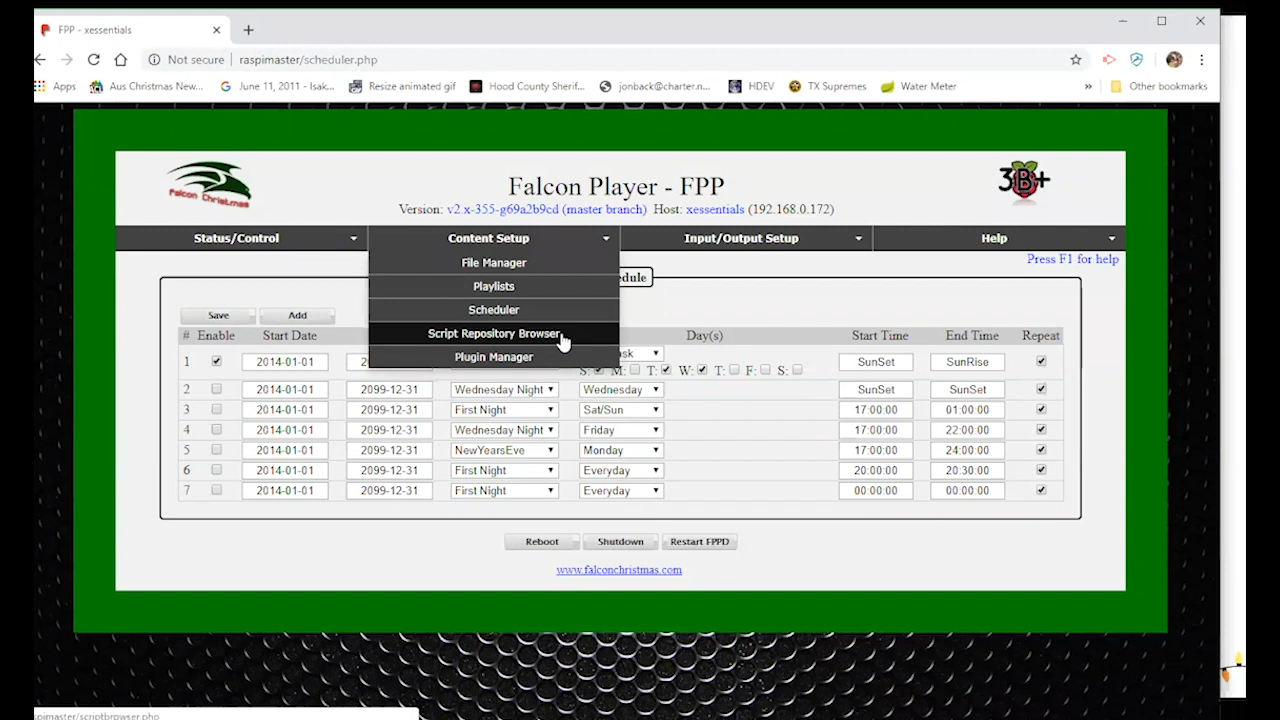 FPP - xessentials
Not secure raspimaster/scheduler.php
Apps Aus Christmas New... June 11, 2011 - Isak... Resize animated gif Hood County Sherif... jonback@charter.n... HDEV TX Supremes Water Meter » Other bookmarks
Falcon Christmas
Falcon Player - FPP
3B+
Version: v2.x-355-g69a2b9cd (master branch) Host: xessentials (192.168.0.172)
Status/Control Content Setup Input/Output Setup Help
Press F1 for help
File Manager
Playlists
Scheduler
Script Repository Browser
Plugin Manager
Save Add
# Enable Start Date Day(s) Start Time End Time Repeat
1 2014-01-01 SunSet SunRise
S: M: T: W: T: F: S:
2 2014-01-01 2099-12-31 Wednesday Night Wednesday SunSet SunSet
3 2014-01-01 2099-12-31 First Night Sat/Sun 17:00:00 01:00:00
4 2014-01-01 2099-12-31 Wednesday Night Friday 17:00:00 22:00:00
5 2014-01-01 2099-12-31 NewYearsEve Monday 17:00:00 24:00:00
6 2014-01-01 2099-12-31 First Night Everyday 20:00:00 20:30:00
7 2014-01-01 2099-12-31 First Night Everyday 00:00:00 00:00:00
Reboot Shutdown Restart FPPD
www.falconchristmas.com
spimaster/scriptbrowser.php